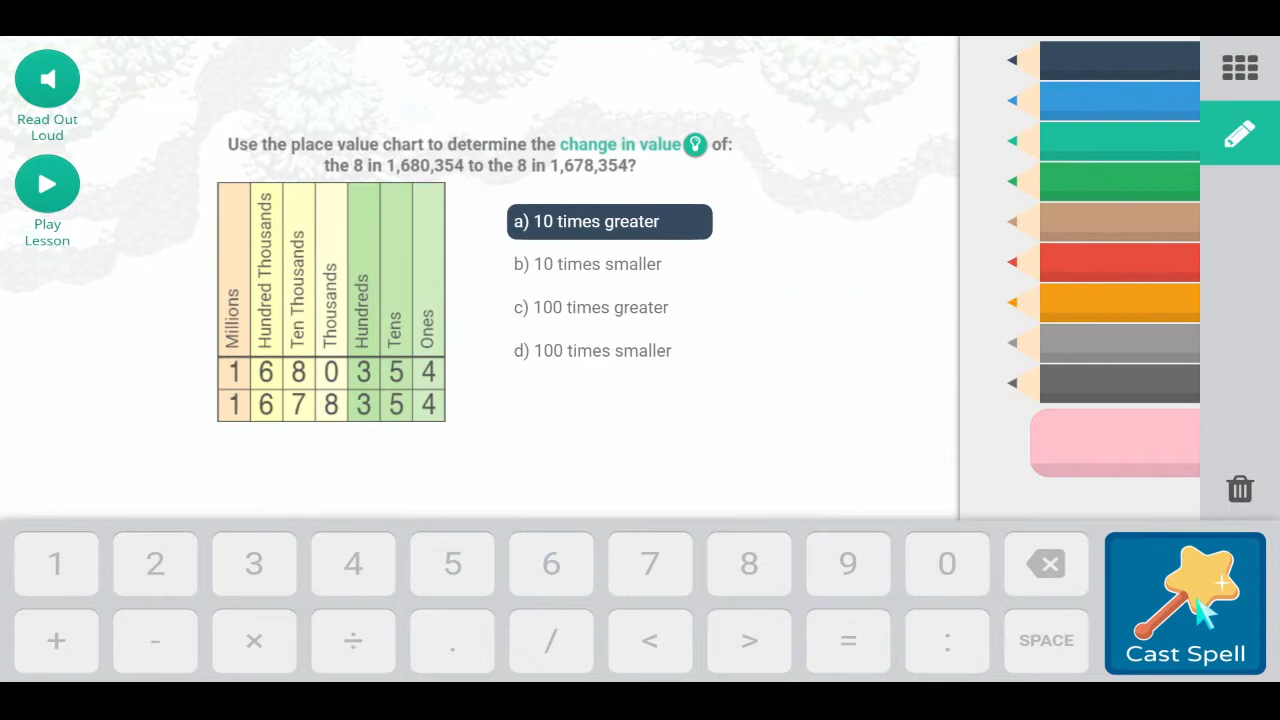 Read Out
Loud
Play
Lesson
Use the place value chart to determine the change in value of:
the 8 in 1,680,354 to the 8 in 1,678,354?
Millions
Hundred Thousands
Ten Thousands
Thousands
Hundreds
Tens
Ones
1 6 8 0 3 5 4
1 6 7 8 3 5 4
a) 10 times greater
b) 10 times smaller
c) 100 times greater
d) 100 times smaller
1 2 3 4 5 6 7 8 9 0
+ - × ÷ . / < > = : SPACE
Cast Spell